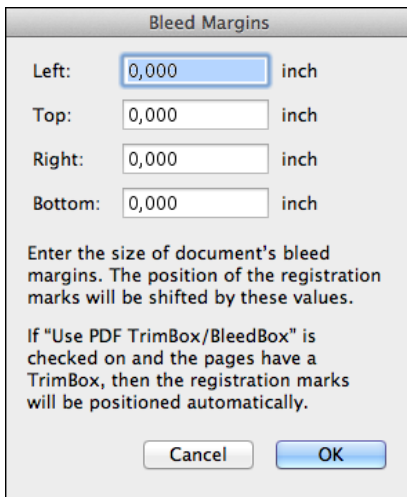 Bleed Margins
Left: 0,000 inch
Top: 0,000 inch
Right: 0,000 inch
Bottom: 0,000 inch
Enter the size of document's bleed
margins. The position of the registration
marks will be shifted by these values.
If “Use PDF TrimBox/BleedBox” is
checked on and the pages have a
TrimBox, then the registration marks
will be positioned automatically.
Cancel OK